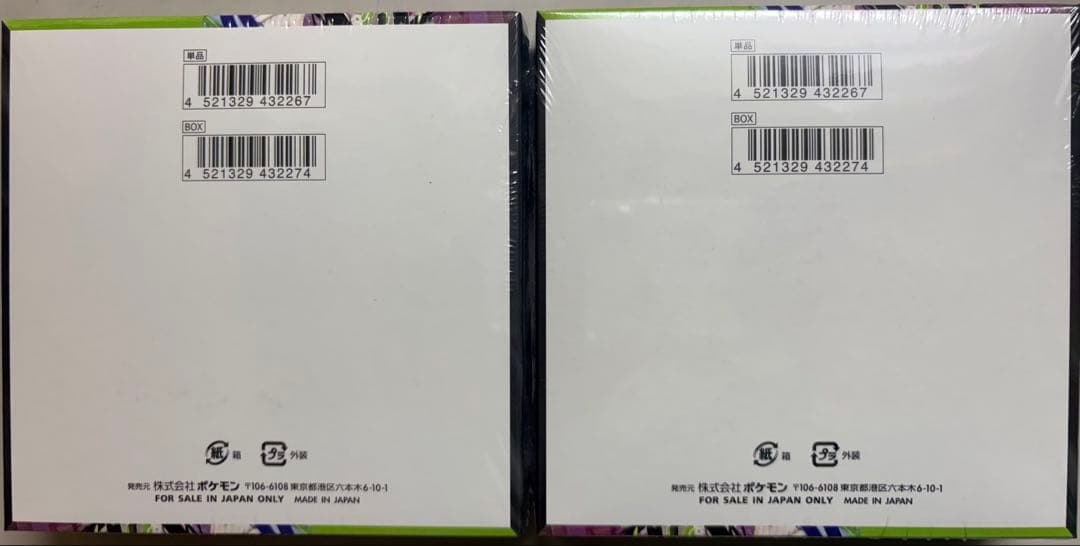 単品
4 521329 432267
BOX
4 521329 432274
紙 箱 プラ 外装
発売元 株式会社ポケモン 〒106-6108 東京都港区六本木6-10-1
FOR SALE IN JAPAN ONLY MADE IN JAPAN
単品
4 521329 432267
BOX
4 521329 432274
紙 箱 プラ 外装
発売元 株式会社ポケモン 〒106-6108 東京都港区六本木6-10-1
FOR SALE IN JAPAN ONLY MADE IN JAPAN